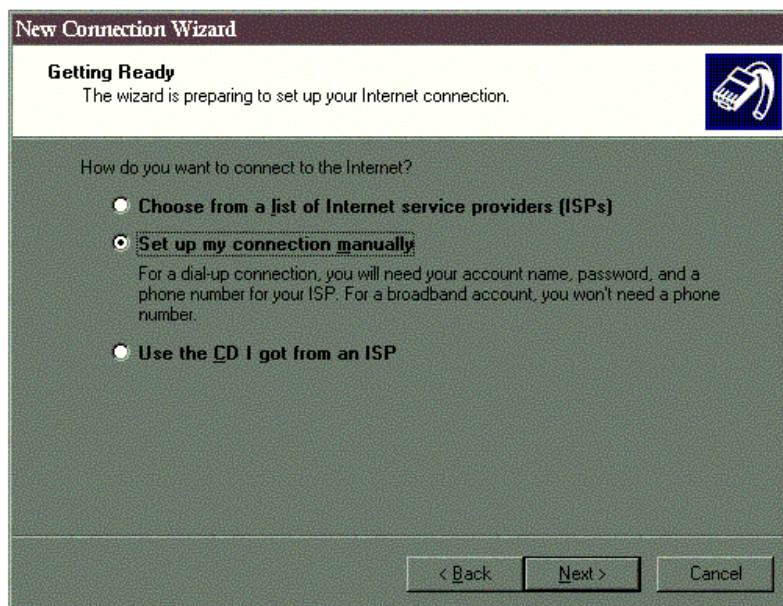 New Connection Wizard
Getting Ready
The wizard is preparing to set up your Internet connection.
How do you want to connect to the Internet?
Choose from a list of Internet service providers (ISPs)
Set up my connection manually
For a dial-up connection, you will need your account name, password, and a
phone number for your ISP. For a broadband account, you won't need a phone
number.
Use the CD I got from an ISP
< Back
Next >
Cancel